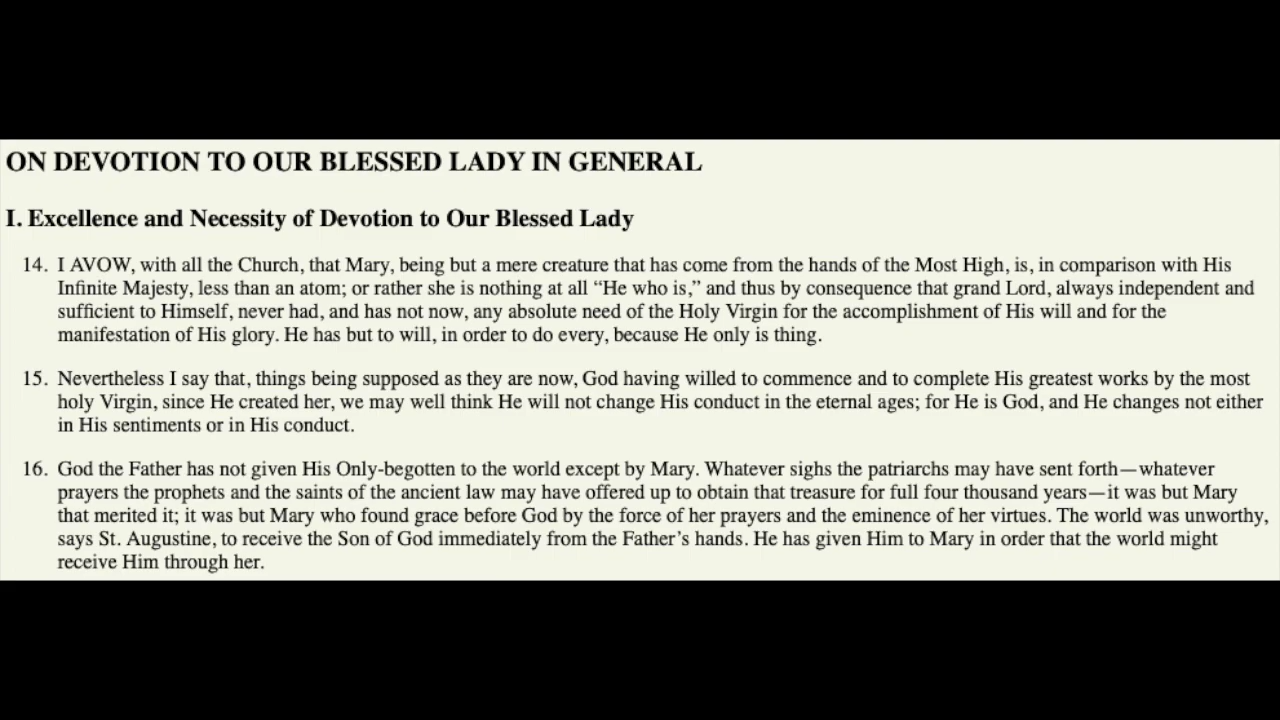 ON DEVOTION TO OUR BLESSED LADY IN GENERAL
I. Excellence and Necessity of Devotion to Our Blessed Lady
14. I AVOW, with all the Church, that Mary, being but a mere creature that has come from the hands of the Most High, is, in comparison with His
Infinite Majesty, less than an atom; or rather she is nothing at all “He who is,” and thus by consequence that grand Lord, always independent and
sufficient to Himself, never had, and has not now, any absolute need of the Holy Virgin for the accomplishment of His will and for the
manifestation of His glory. He has but to will, in order to do every, because He only is thing.
15. Nevertheless I say that, things being supposed as they are now, God having willed to commence and to complete His greatest works by the most
holy Virgin, since He created her, we may well think He will not change His conduct in the eternal ages; for He is God, and He changes not either
in His sentiments or in His conduct.
16. God the Father has not given His Only-begotten to the world except by Mary. Whatever sighs the patriarchs may have sent forth—whatever
prayers the prophets and the saints of the ancient law may have offered up to obtain that treasure for full four thousand years—it was but Mary
that merited it; it was but Mary who found grace before God by the force of her prayers and the eminence of her virtues. The world was unworthy,
says St. Augustine, to receive the Son of God immediately from the Father’s hands. He has given Him to Mary in order that the world might
receive Him through her.